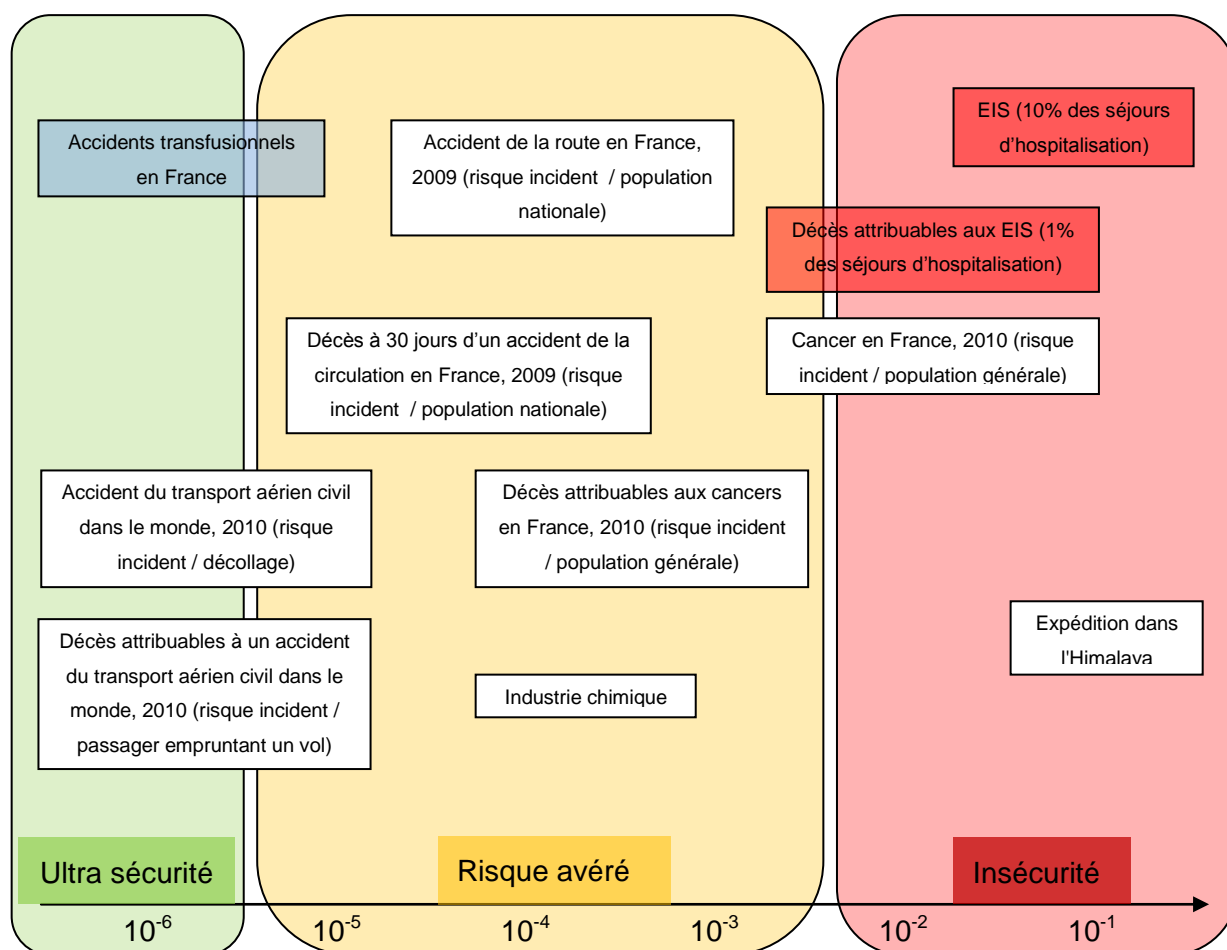 Accidents transfusionnels
en France
Accident de la route en France,
2009 (risque incident / population
nationale)
EIS (10% des séjours
d'hospitalisation)
Décès attribuables aux EIS (1%
des séjours d'hospitalisation)
Décès à 30 jours d'un accident de la
circulation en France, 2009 (risque
incident / population nationale)
Cancer en France, 2010 (risque
incident / population générale)
Accident du transport aérien civil
dans le monde, 2010 (risque
incident / décollage)
Décès attribuables aux cancers
en France, 2010 (risque incident
/ population générale)
Décès attribuables à un accident
du transport aérien civil dans le
monde, 2010 (risque incident /
passager empruntant un vol)
Industrie chimique
Expédition dans
l'Himalaya
Ultra sécurité
Risque avéré
Insécurité
10⁻⁶ 10⁻⁵ 10⁻⁴ 10⁻³ 10⁻² 10⁻¹